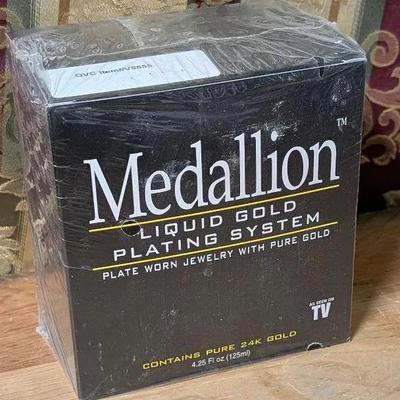 QVC Item#
Medallion™
LIQUID GOLD
PLATING SYSTEM
PLATE WORN JEWELRY WITH PURE GOLD
AS SEEN ON
TV
CONTAINS PURE 24K GOLD
4.25 Fl oz (125ml)